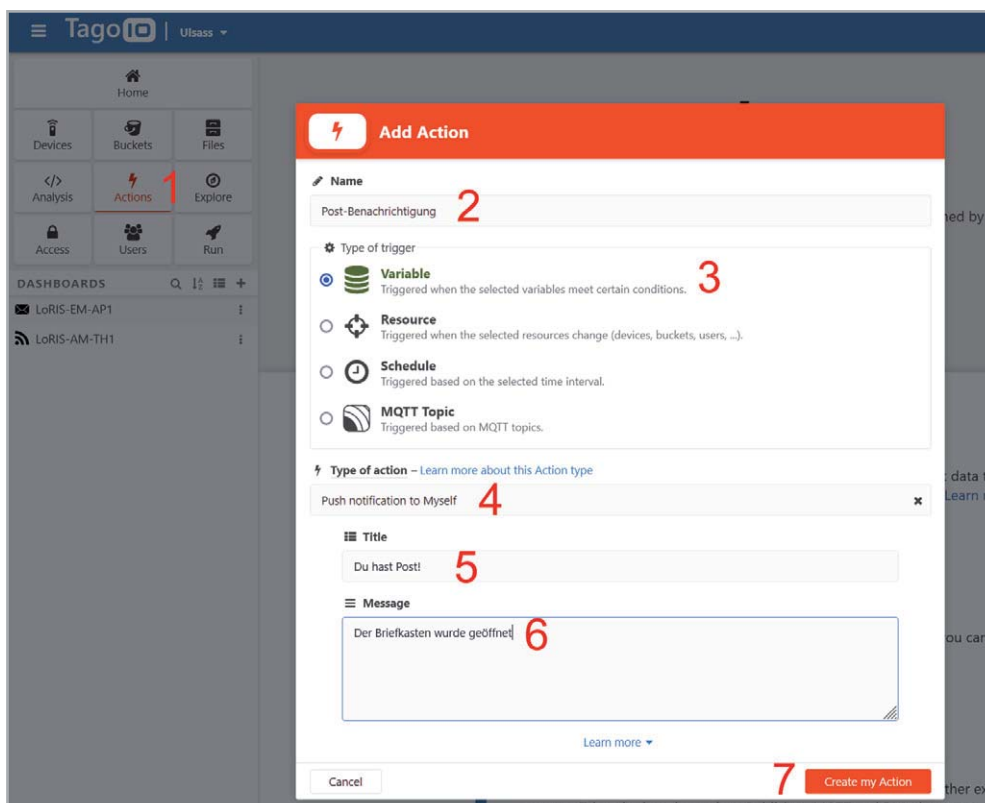 TagoIO | Ulsass
Home
Devices Buckets Files
Analysis Actions 1 Explore
Access Users Run
DASHBOARDS
LoRIS-EM-AP1
LoRIS-AM-TH1
Add Action
Name
Post-Benachrichtigung 2
Type of trigger
Variable
Triggered when the selected variables meet certain conditions. 3
Resource
Triggered when the selected resources change (devices, buckets, users, ...).
Schedule
Triggered based on the selected time interval.
MQTT Topic
Triggered based on MQTT topics.
Type of action – Learn more about this Action type
Push notification to Myself 4
Title
Du hast Post! 5
Message
Der Briefkasten wurde geöffnet 6
Learn more
Cancel 7 Create my Action
by
data
Learn